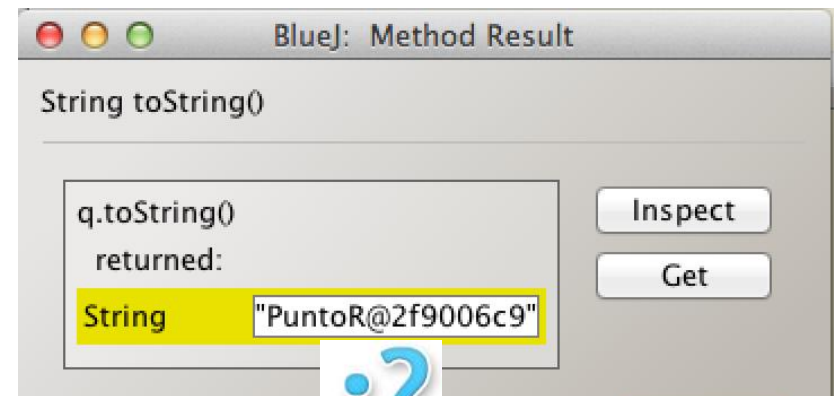 BlueJ: Method Result
String toString()
q.toString()
returned:
String "PuntoR@2f9006c9"
Inspect
Get